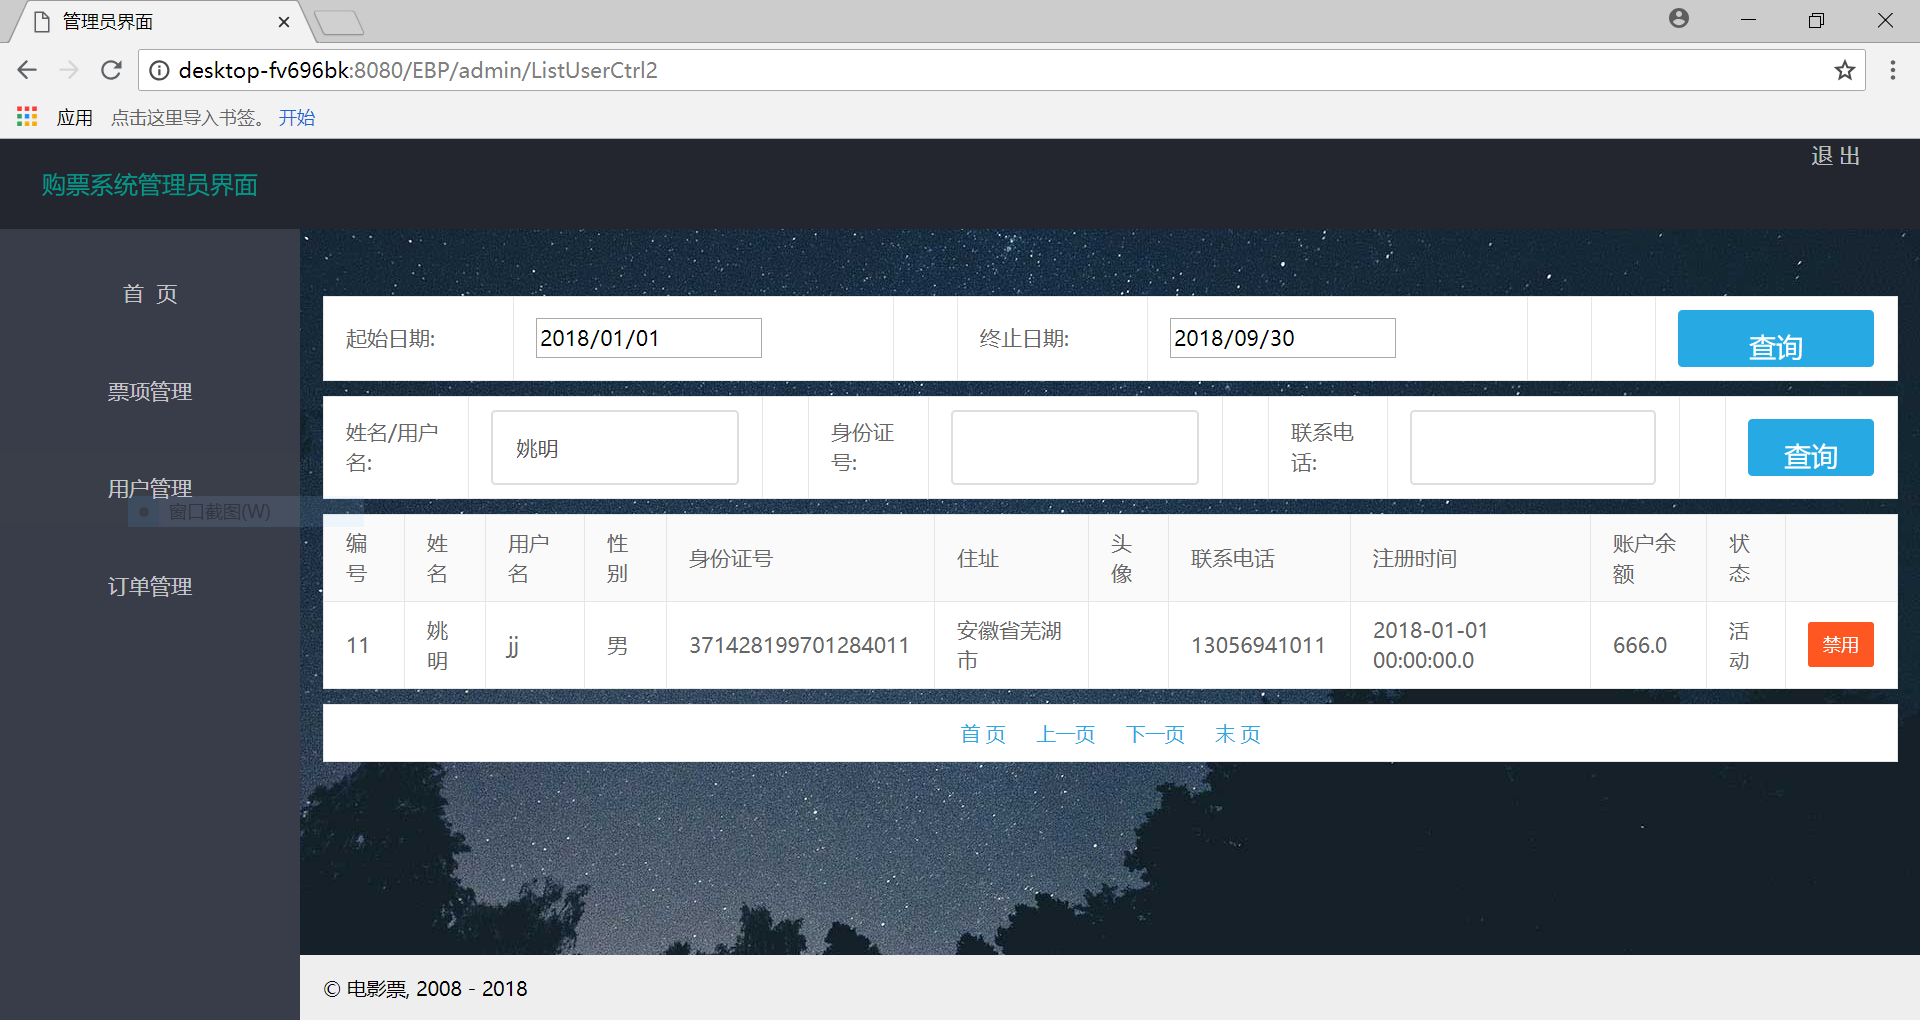 管理员界面
desktop-fv696bk:8080/EBP/admin/ListUserCtrl2
应用 点击这里导入书签。 开始
退 出
购票系统管理员界面
首 页
票项管理
用户管理
窗口截图(W)
订单管理
起始日期: 2018/01/01 终止日期: 2018/09/30 查询
姓名/用户
名:
姚明
身份证
号:
联系电
话:
查询
编
号
姓
名
用户
名
性
别
身份证号
住址
头
像
联系电话
注册时间
账户余
额
状
态
11
姚
明
jj
男
371428199701284011
安徽省芜湖
市
13056941011
2018-01-01
00:00:00.0
666.0
活
动
禁用
首 页 上一页 下一页 末 页
© 电影票, 2008 - 2018